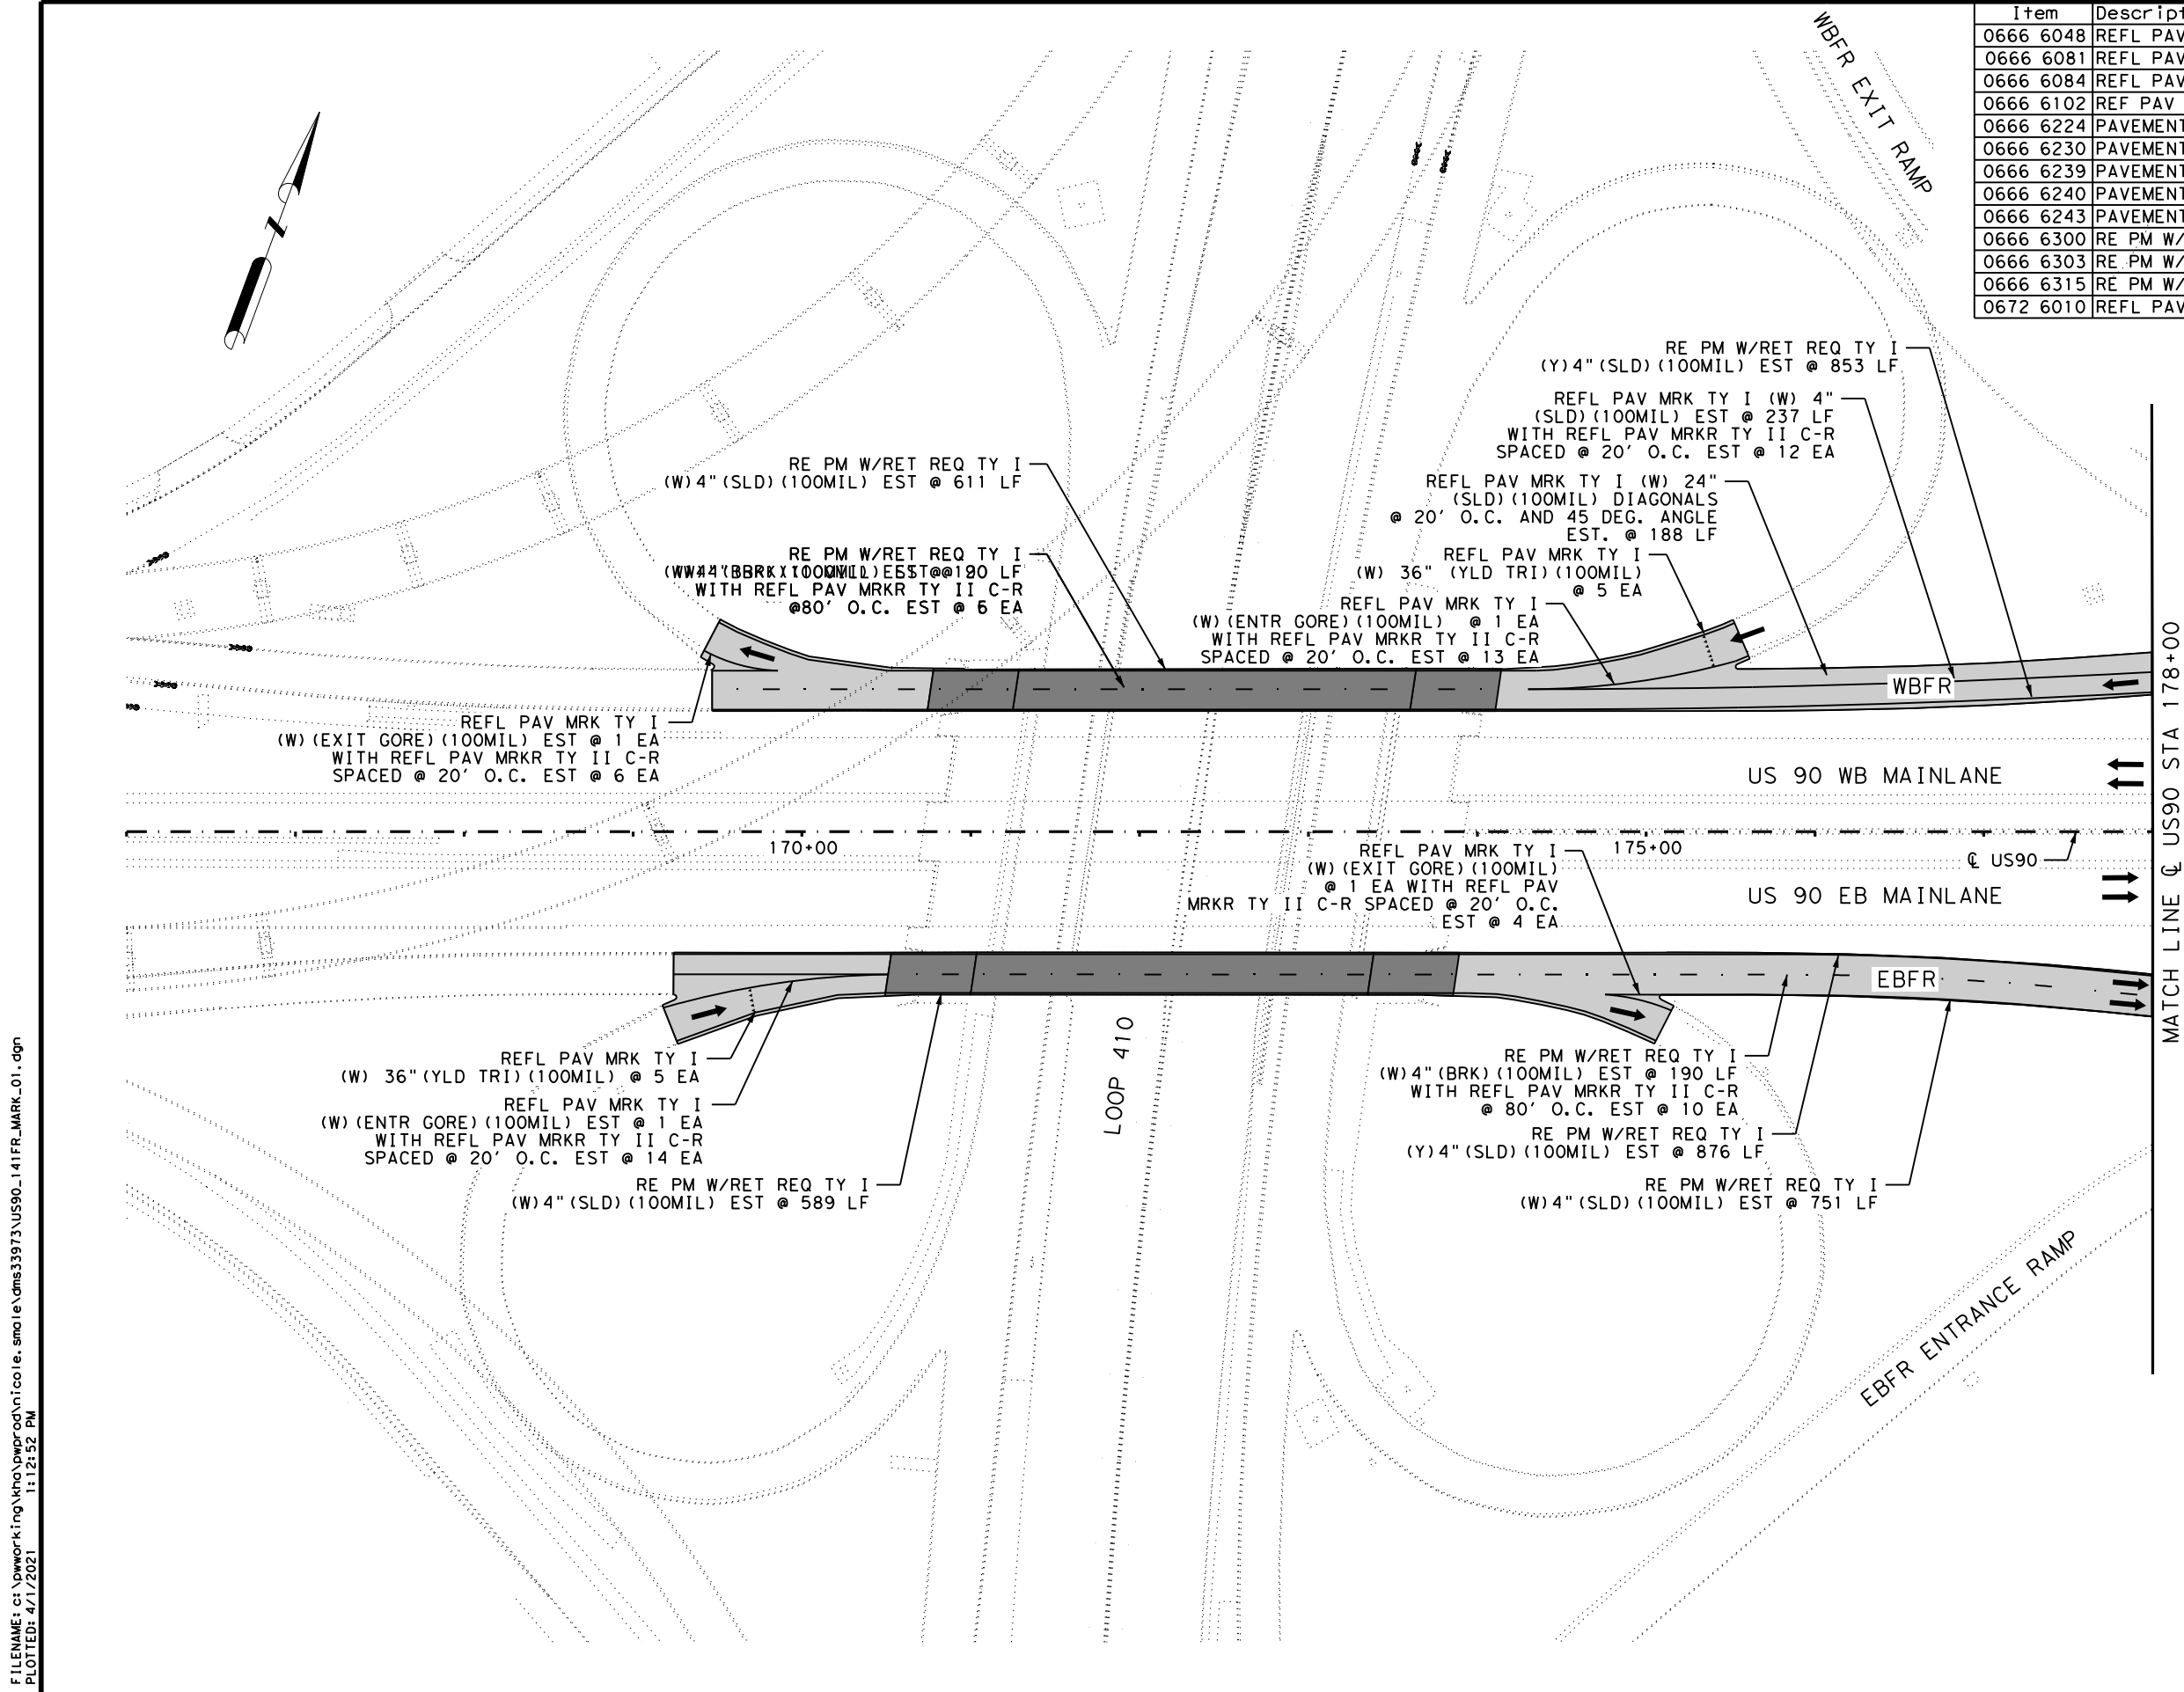 Item Descript
0666 6048 REFL PAV
0666 6081 REFL PAV
0666 6084 REFL PAV
0666 6102 REF PAV
0666 6224 PAVEMENT
0666 6230 PAVEMENT
0666 6239 PAVEMENT
0666 6240 PAVEMENT
0666 6243 PAVEMENT
0666 6300 RE PM W/
0666 6303 RE PM W/
0666 6315 RE PM W/
0672 6010 REFL PAV
WBFR EXIT RAMP
N
RE PM W/RET REQ TY I
(Y)4"(SLD)(100MIL) EST @ 853 LF
REFL PAV MRK TY I (W) 4"
(SLD)(100MIL) EST @ 237 LF
WITH REFL PAV MRKR TY II C-R
SPACED @ 20' O.C. EST @ 12 EA
RE PM W/RET REQ TY I
(W)4"(SLD)(100MIL) EST @ 611 LF
REFL PAV MRK TY I (W) 24"
(SLD)(100MIL) DIAGONALS
@ 20' O.C. AND 45 DEG. ANGLE
EST. @ 188 LF
RE PM W/RET REQ TY I
LF
WITH REFL PAV MRKR TY II C-R
@80' O.C. EST @ 6 EA
REFL PAV MRK TY I
(W) 36" (YLD TRI)(100MIL)
@ 5 EA
REFL PAV MRK TY I
(W)(ENTR GORE)(100MIL) @ 1 EA
WITH REFL PAV MRKR TY II C-R
SPACED @ 20' O.C. EST @ 13 EA
WBFR
REFL PAV MRK TY I
(W)(EXIT GORE)(100MIL) EST @ 1 EA
WITH REFL PAV MRKR TY II C-R
SPACED @ 20' O.C. EST @ 6 EA
US 90 WB MAINLANE
170+00
175+00
℄ US90
REFL PAV MRK TY I
(W)(EXIT GORE)(100MIL)
@ 1 EA WITH REFL PAV
MRKR TY II C-R SPACED @ 20' O.C.
EST @ 4 EA
US 90 EB MAINLANE
MATCH LINE ℄ US90 STA 178+00
EBFR
LOOP 410
REFL PAV MRK TY I
(W) 36"(YLD TRI)(100MIL) @ 5 EA
REFL PAV MRK TY I
(W)(ENTR GORE)(100MIL) EST @ 1 EA
WITH REFL PAV MRKR TY II C-R
SPACED @ 20' O.C. EST @ 14 EA
RE PM W/RET REQ TY I
(W)4"(SLD)(100MIL) EST @ 589 LF
RE PM W/RET REQ TY I
(W)4"(BRK)(100MIL) EST @ 190 LF
WITH REFL PAV MRKR TY II C-R
@ 80' O.C. EST @ 10 EA
RE PM W/RET REQ TY I
(Y)4"(SLD)(100MIL) EST @ 876 LF
RE PM W/RET REQ TY I
(W)4"(SLD)(100MIL) EST @ 751 LF
EBFR ENTRANCE RAMP
FILENAME: c:\pwworking\kha\pwprod\nicole.smale\dms33973\US90_141FR_MARK_01.dgn
PLOTTED: 4/1/2021 1:12:52 PM